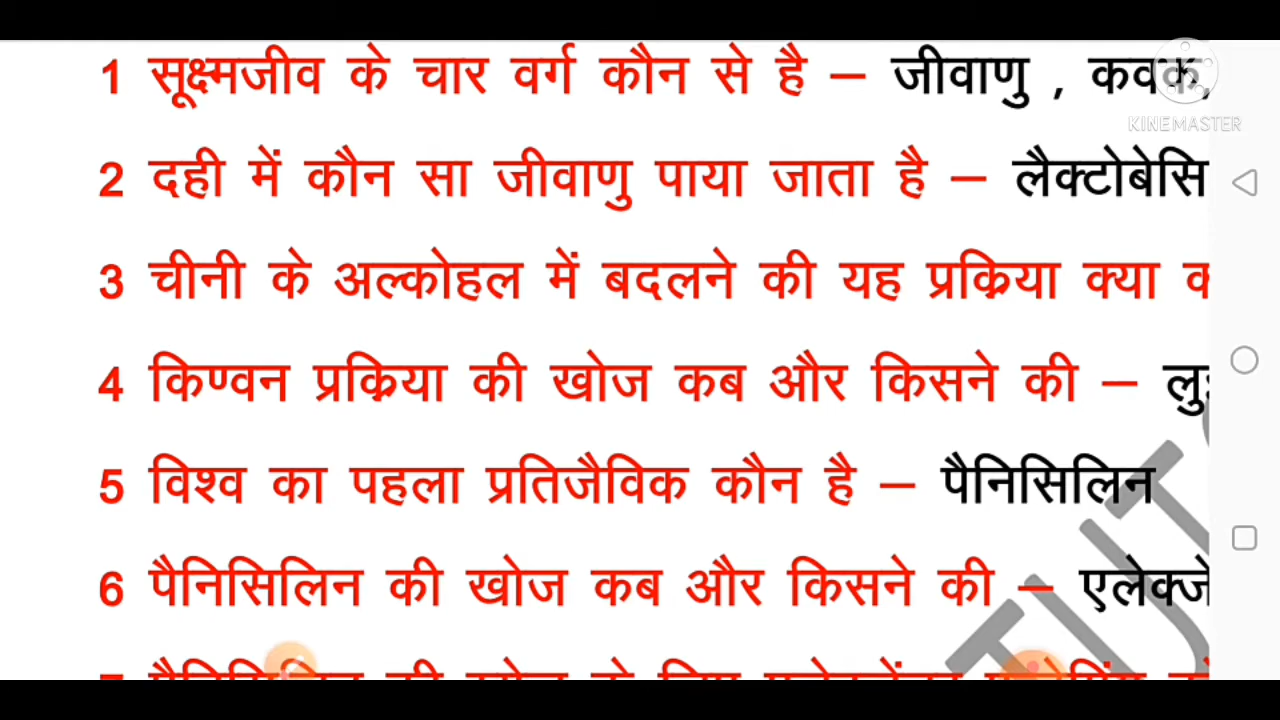 1 सूक्ष्मजीव के चार वर्ग कौन से है – जीवाणु , कवक,
KINEMASTER
2 दही में कौन सा जीवाणु पाया जाता है – लैक्टोबेसि
3 चीनी के अल्कोहल में बदलने की यह प्रक्रिया क्या
4 किण्वन प्रक्रिया की खोज कब और किसने की –
5 विश्व का पहला प्रतिजैविक कौन है – पैनिसिलिन
6 पैनिसिलिन की खोज कब और किसने की – एलेक्जे